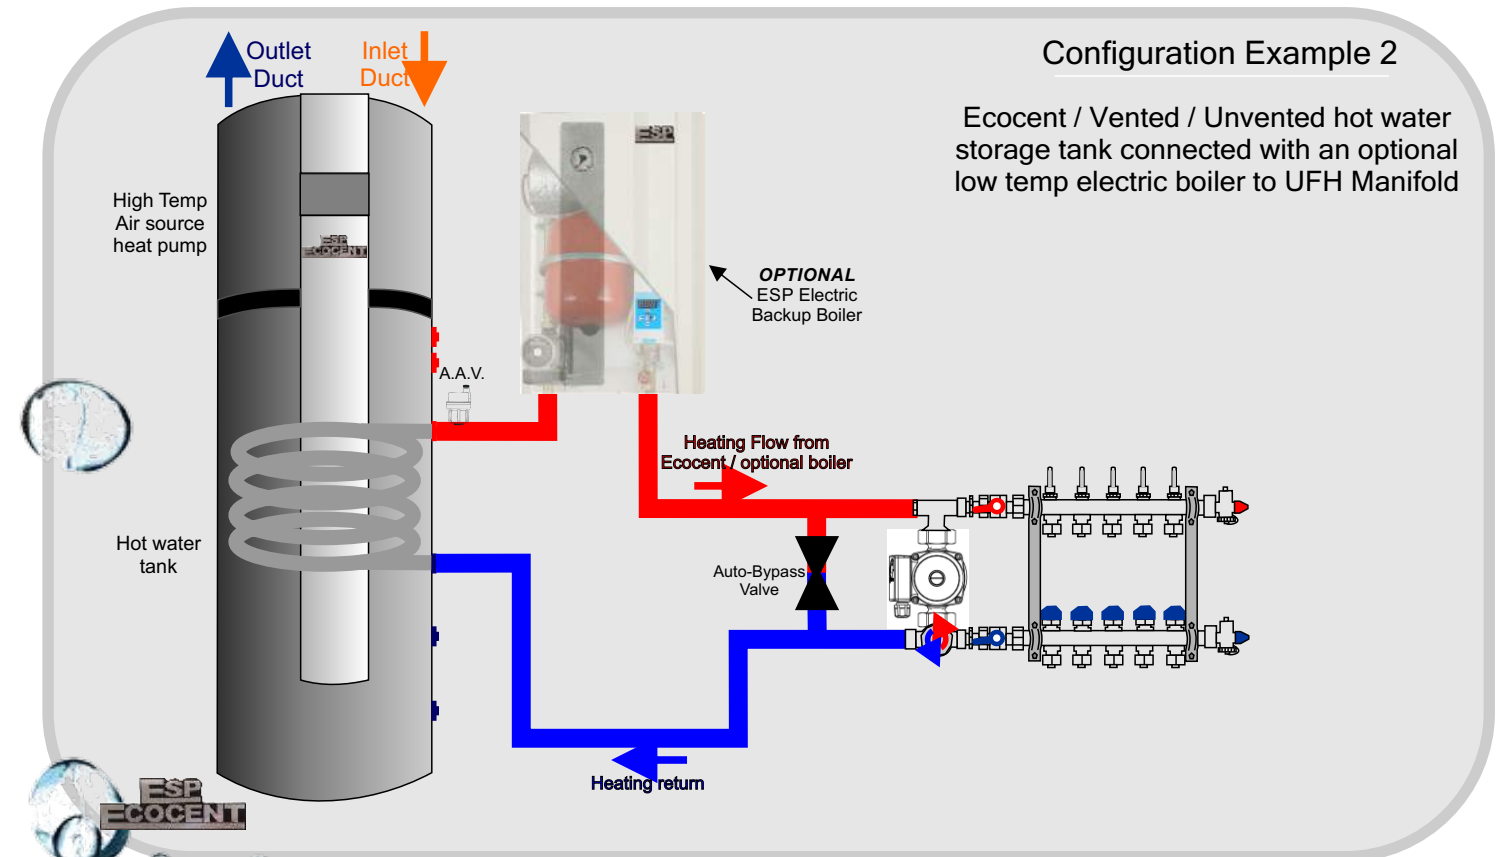 Outlet
Duct
Inlet
Duct
Configuration Example 2
Ecocent / Vented / Unvented hot water
storage tank connected with an optional
low temp electric boiler to UFH Manifold
High Temp
Air source
heat pump
ESP
ECOCENT
ESP
OPTIONAL
ESP Electric
Backup Boiler
A.A.V.
Heating Flow from
Ecocent / optional boiler
Hot water
tank
Auto-Bypass
Valve
Heating return
ESP
ECOCENT